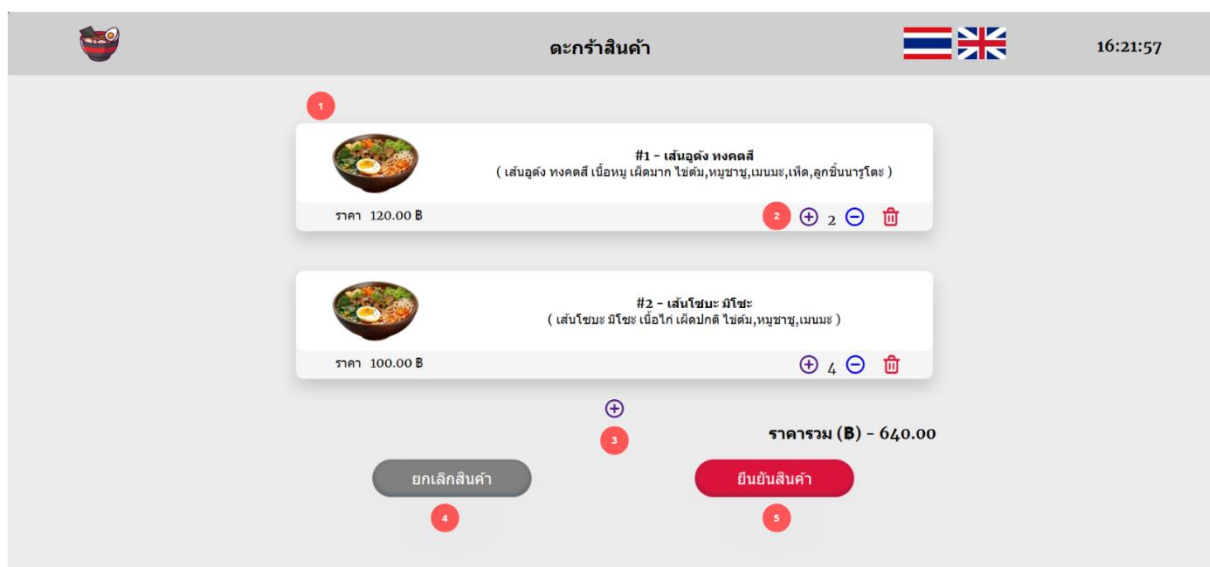 ตะกร้าสินค้า
16:21:57
1
#1 - เส้นอุด้ง ทงคตสึ
( เส้นอุด้ง ทงคตสึ เนื้อหมู เผ็ดมาก ไข่ต้ม,หมูชาชู,เมนมะ,เห็ด,ลูกชิ้นนารูโตะ )
ราคา 120.00 ฿
2
2
#2 - เส้นโซบะ มิโซะ
( เส้นโซบะ มิโซะ เนื้อไก่ เผ็ดปกติ ไข่ต้ม,หมูชาชู,เมนมะ )
ราคา 100.00 ฿
4
3
ราคารวม (฿) - 640.00
ยกเลิกสินค้า
ยืนยันสินค้า
4
5